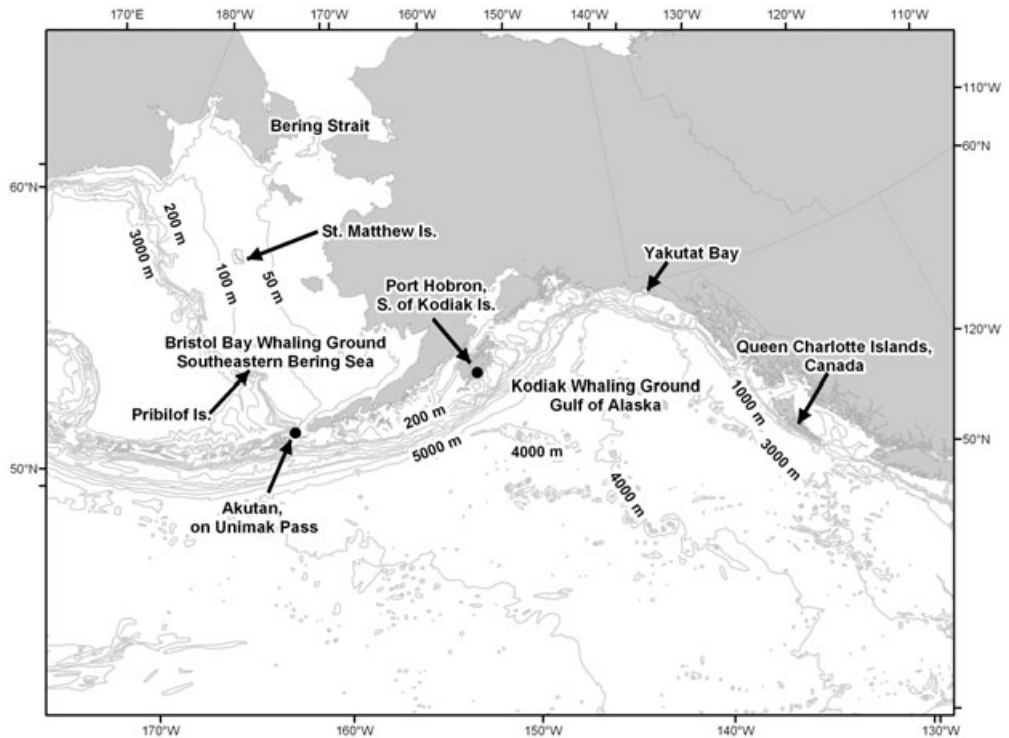 170°E
180°W
170°W
160°W
150°W
140°W
130°W
120°W
110°W
110°W
Bering Strait
60°N
60°N
200 m
St. Matthew Is.
3000 m
Yakutat Bay
100 m
50 m
Port Hobron,
S. of Kodiak Is.
120°W
Bristol Bay Whaling Ground
Southeastern Bering Sea
Queen Charlotte Islands,
Canada
Kodiak Whaling Ground
Gulf of Alaska
1000 m
Pribilof Is.
200 m
5000 m
4000 m
3000 m
50°N
50°N
4000 m
Akutan,
on Unimak Pass
170°W
160°W
150°W
140°W
130°W